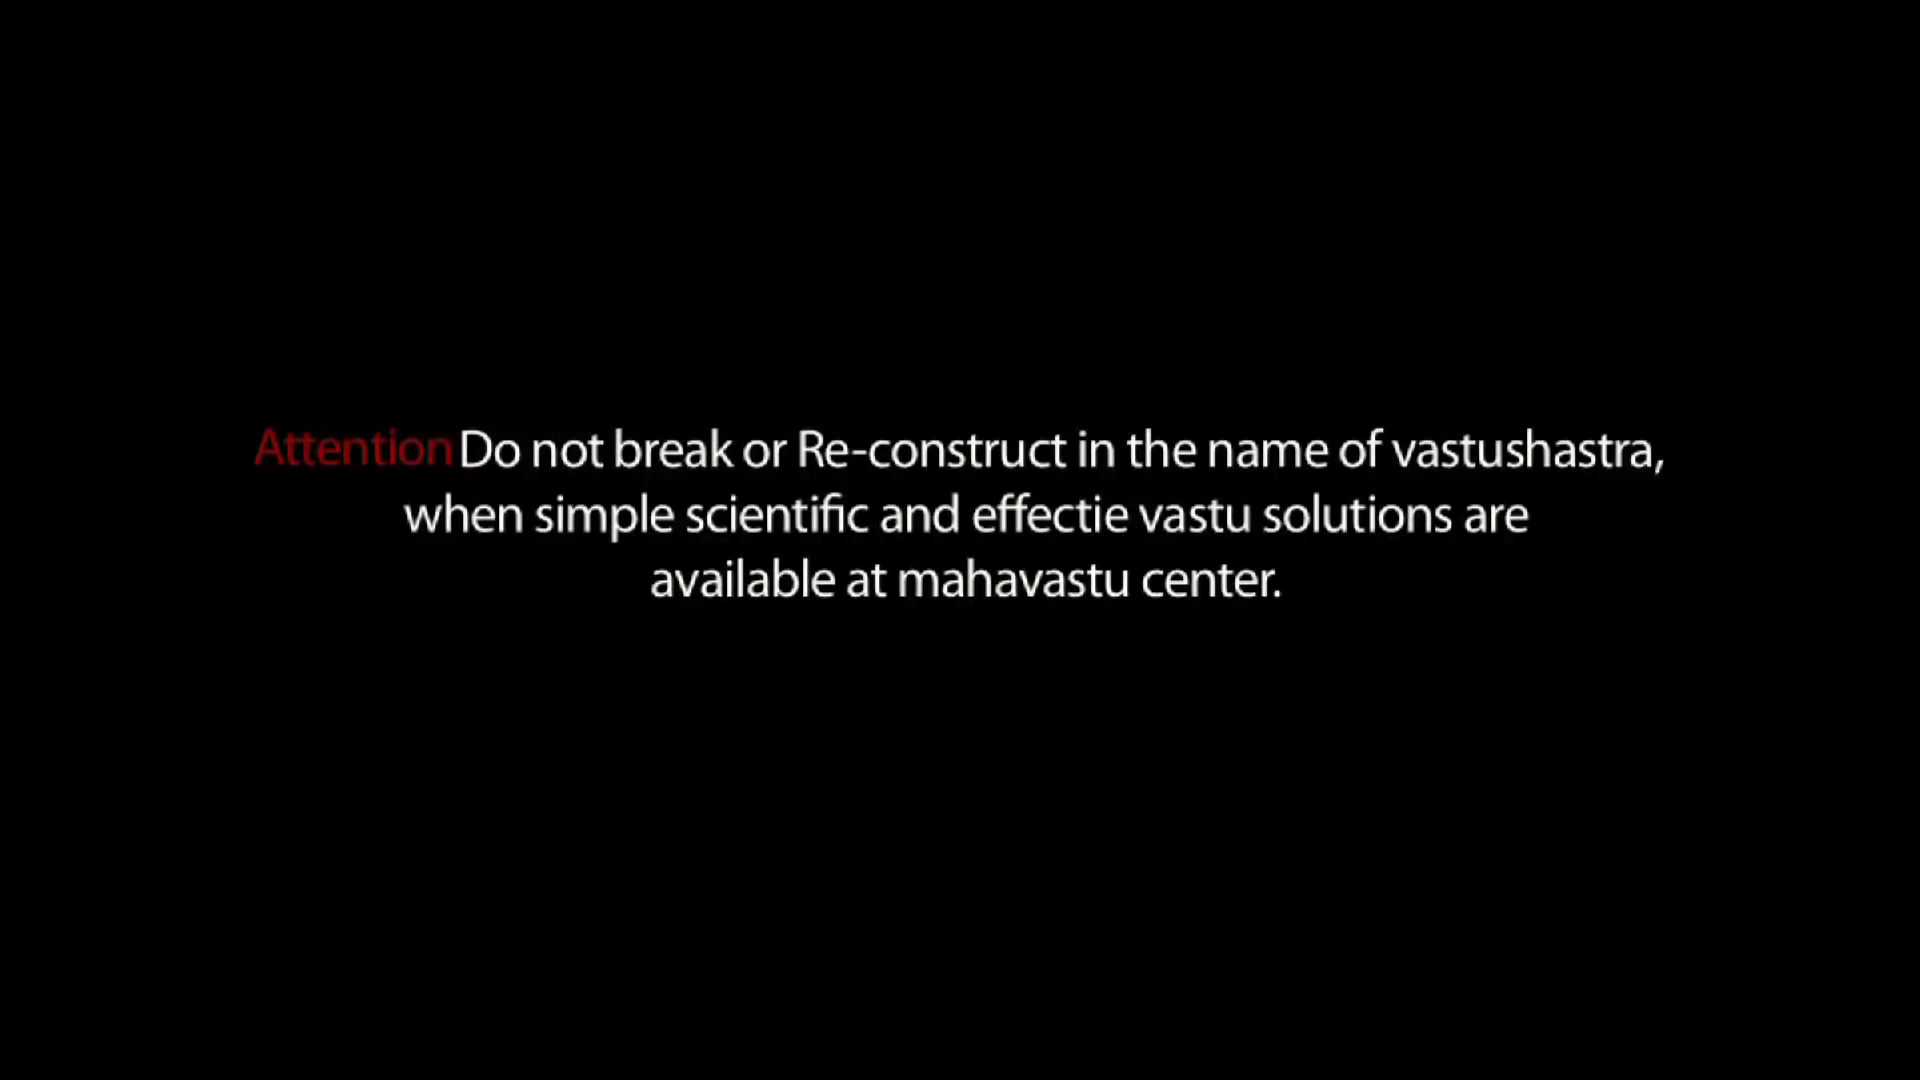 Attention Do not break or Re-construct in the name of vastushastra,
when simple scientific and effectie vastu solutions are
available at mahavastu center.